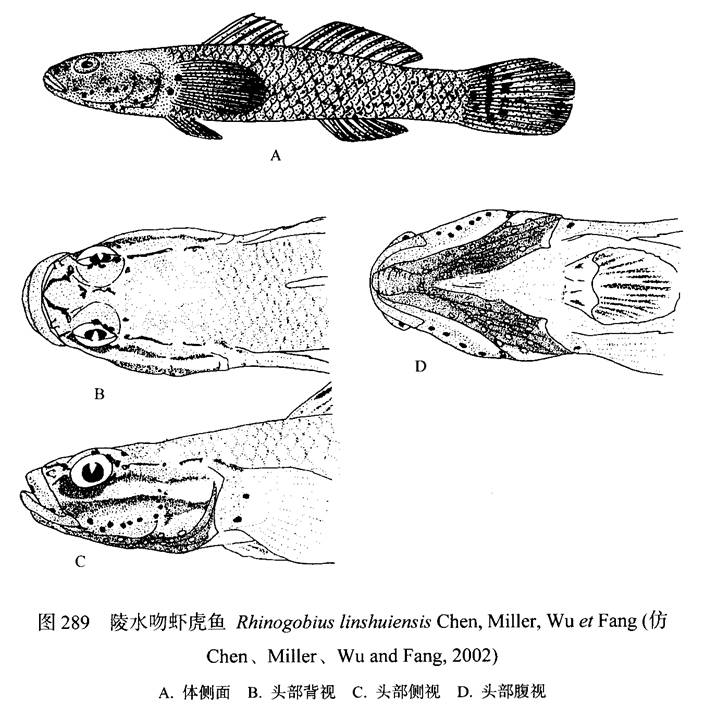 A
B
D
C
图 289 陵水吻虾虎鱼 Rhinogobius linshuiensis Chen, Miller, Wu et Fang (仿
Chen、Miller、Wu and Fang, 2002)
A. 体侧面 B. 头部背视 C. 头部侧视 D. 头部腹视